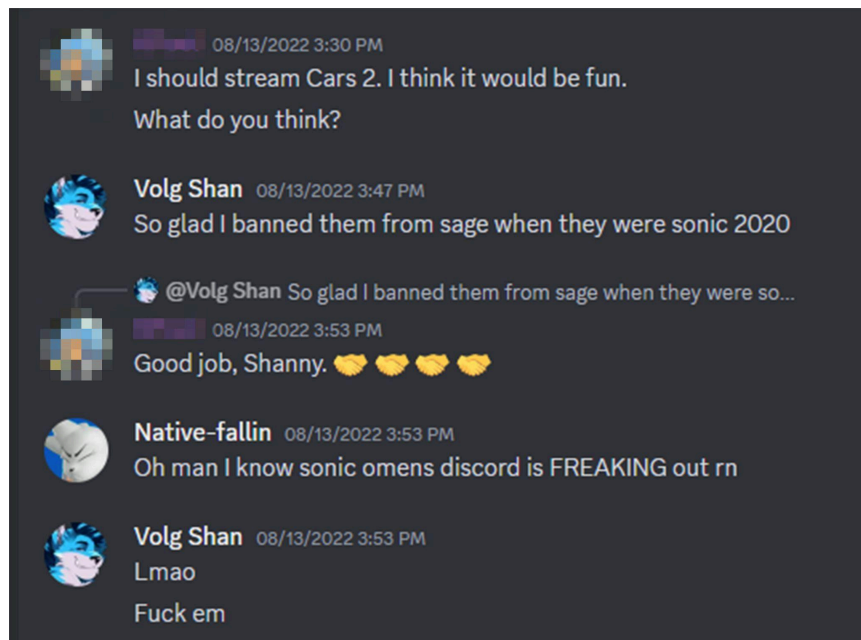 08/13/2022 3:30 PM
I should stream Cars 2. I think it would be fun.
What do you think?
Volg Shan 08/13/2022 3:47 PM
So glad I banned them from sage when they were sonic 2020
@Volg Shan So glad I banned them from sage when they were so...
08/13/2022 3:53 PM
Good job, Shanny. 🤝 🤝 🤝 🤝
Native-fallin 08/13/2022 3:53 PM
Oh man I know sonic omens discord is FREAKING out rn
Volg Shan 08/13/2022 3:53 PM
Lmao
Fuck em